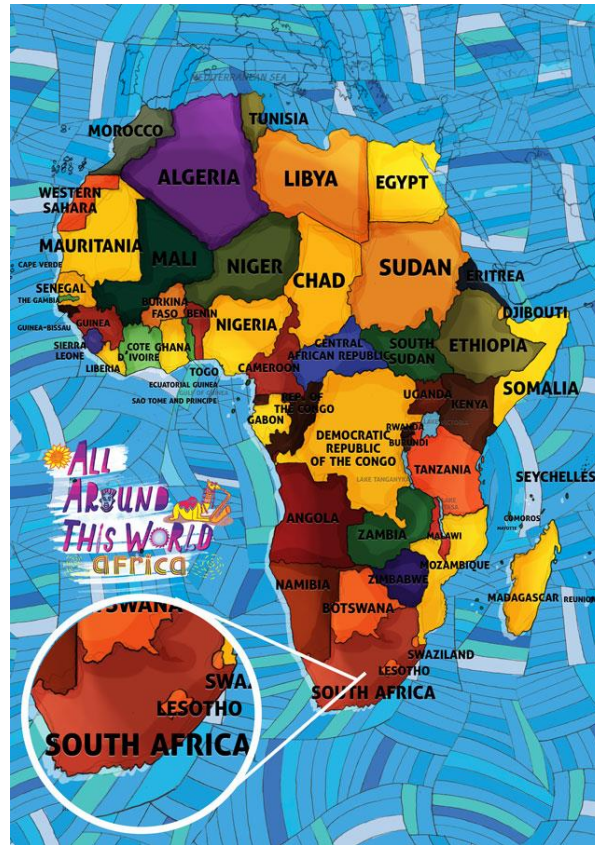 MEDITERRANEAN SEA
MOROCCO
TUNISIA
ALGERIA
LIBYA
EGYPT
WESTERN
SAHARA
MAURITANIA
MALI
NIGER
CHAD
SUDAN
ERITREA
CAPE VERDE
SENEGAL
THE GAMBIA
GUINEA-BISSAU
GUINEA
SIERRA
LEONE
LIBERIA
COTE
D'IVOIRE
BURKINA
FASO
GHANA
TOGO
BENIN
NIGERIA
CAMEROON
CENTRAL
AFRICAN REPUBLIC
SOUTH
SUDAN
ETHIOPIA
DJIBOUTI
SOMALIA
EQUATORIAL GUINEA
GULF OF GUINEA
SAO TOME AND PRINCIPE
GABON
REP. OF
THE CONGO
DEMOCRATIC
REPUBLIC
OF THE CONGO
UGANDA
KENYA
RWANDA
BURUNDI
LAKE TANGANYIKA
TANZANIA
SEYCHELLES
COMOROS
ANGOLA
ZAMBIA
MALAWI
MOZAMBIQUE
ZIMBABWE
NAMIBIA
BOTSWANA
MADAGASCAR
REUNION
SWAZILAND
LESOTHO
SOUTH AFRICA
ALL
AROUND
THIS WORLD
africa
TSWANA
SWA
LESOTHO
SOUTH AFRICA